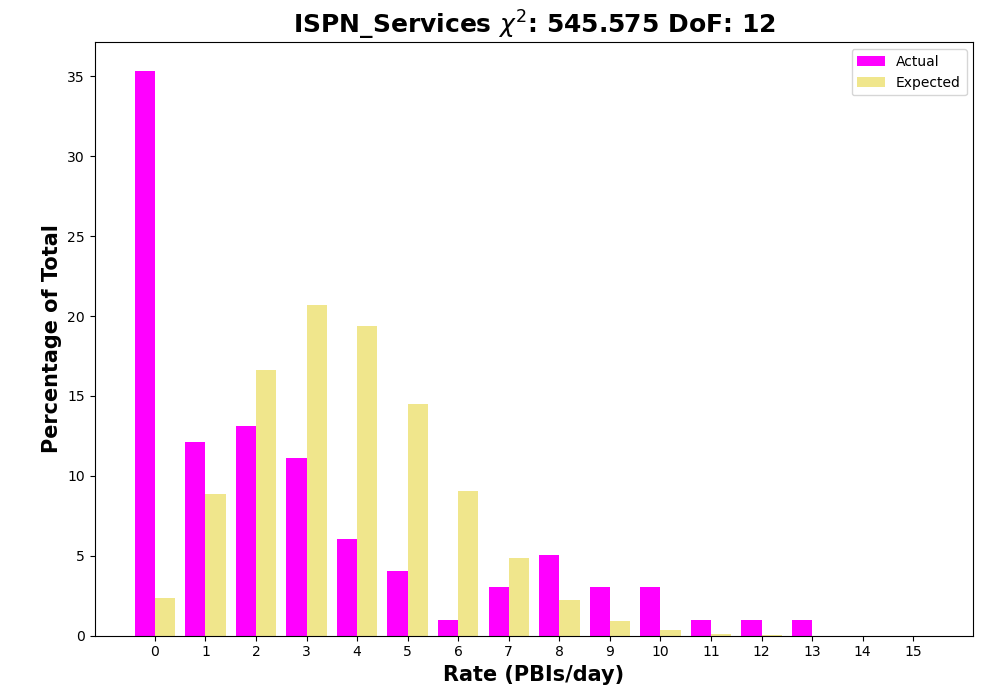 ISPN_Services χ²: 545.575 DoF: 12
Actual
Expected
35
30
25
20
15
10
5
0
Percentage of Total
0 1 2 3 4 5 6 7 8 9 10 11 12 13 14 15
Rate (PBIs/day)